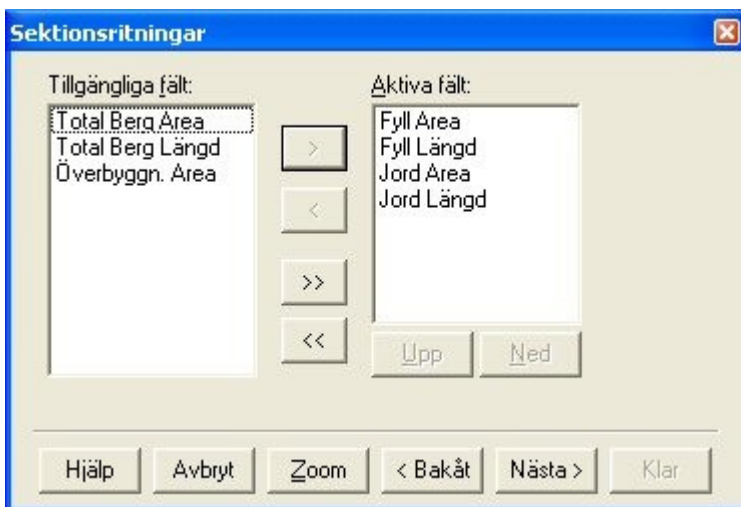 Sektionsritningar
Tillgängliga fält:
Total Berg Area
Total Berg Längd
Överbyggn. Area
>
<
>>
<<
Aktiva fält:
Fyll Area
Fyll Längd
Jord Area
Jord Längd
Upp Ned
Hjälp Avbryt Zoom < Bakåt Nästa > Klar